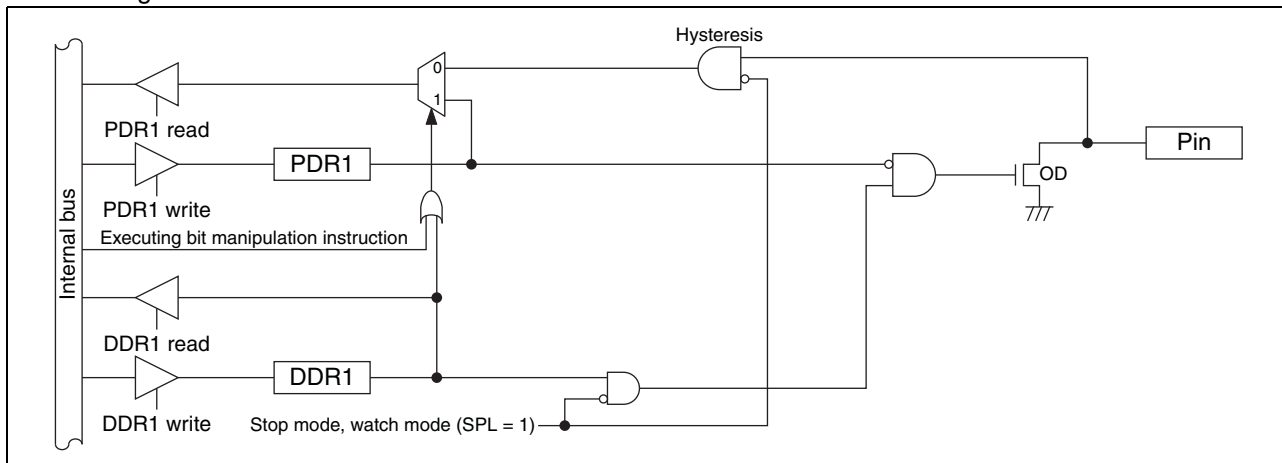 Hysteresis
0
1
PDR1 read
PDR1
Pin
OD
PDR1 write
Executing bit manipulation instruction
Internal bus
DDR1 read
DDR1
DDR1 write
Stop mode, watch mode (SPL = 1)